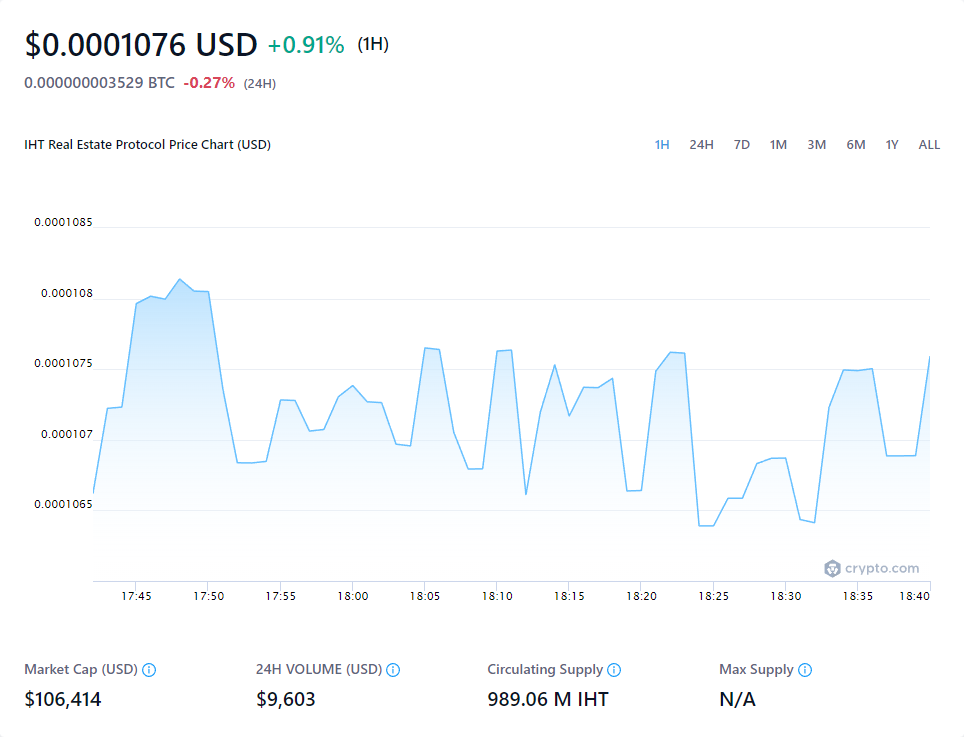 $0.0001076 USD +0.91% (1H)
0.000000003529 BTC -0.27% (24H)
IHT Real Estate Protocol Price Chart (USD)
1H 24H 7D 1M 3M 6M 1Y ALL
0.0001085
0.000108
0.0001075
0.000107
0.0001065
crypto.com
17:45 17:50 17:55 18:00 18:05 18:10 18:15 18:20 18:25 18:30 18:35 18:40
Market Cap (USD) 24H VOLUME (USD) Circulating Supply Max Supply
$106,414 $9,603 989.06 M IHT N/A